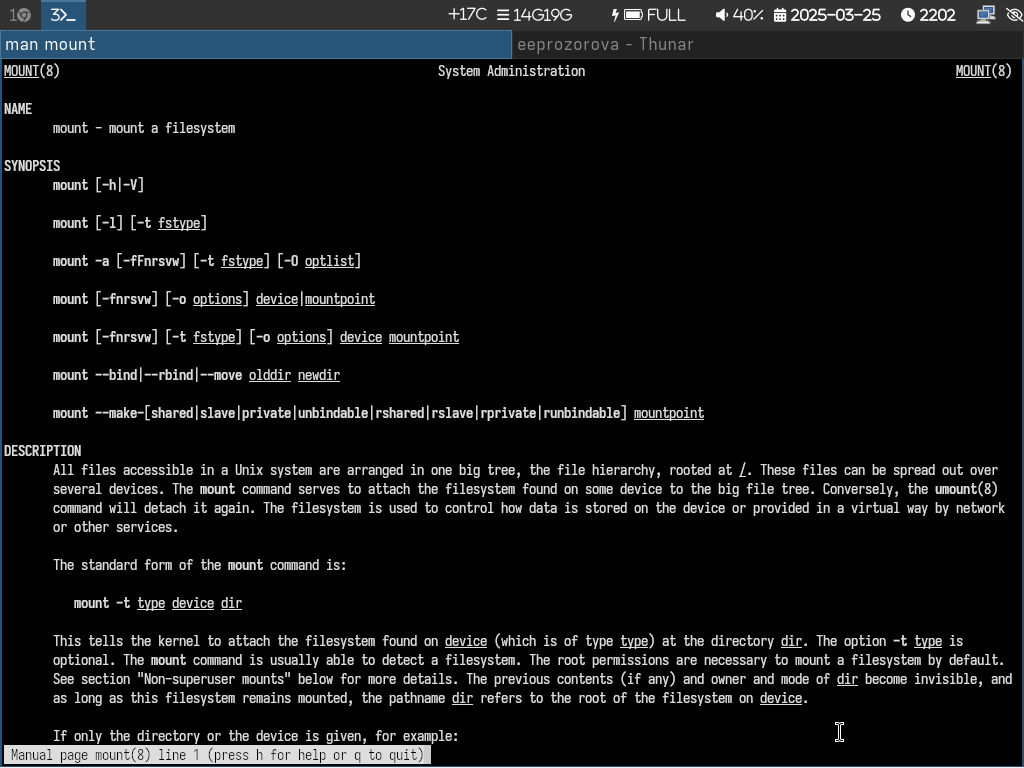 1
3>_
+17C 14G19G FULL 40% 2025-03-25 2202
man mount
eeprozorova - Thunar
MOUNT(8) System Administration MOUNT(8)
NAME
mount - mount a filesystem
SYNOPSIS
mount [-h|-V]
mount [-l] [-t fstype]
mount -a [-fFnrsvw] [-t fstype] [-O optlist]
mount [-fnrsvw] [-o options] device|mountpoint
mount [-fnrsvw] [-t fstype] [-o options] device mountpoint
mount --bind|--rbind|--move olddir newdir
mount --make-[shared|slave|private|unbindable|rshared|rslave|rprivate|runbindable] mountpoint
DESCRIPTION
All files accessible in a Unix system are arranged in one big tree, the file hierarchy, rooted at /. These files can be spread out over
several devices. The mount command serves to attach the filesystem found on some device to the big file tree. Conversely, the umount(8)
command will detach it again. The filesystem is used to control how data is stored on the device or provided in a virtual way by network
or other services.
The standard form of the mount command is:
mount -t type device dir
This tells the kernel to attach the filesystem found on device (which is of type type) at the directory dir. The option -t type is
optional. The mount command is usually able to detect a filesystem. The root permissions are necessary to mount a filesystem by default.
See section "Non-superuser mounts" below for more details. The previous contents (if any) and owner and mode of dir become invisible, and
as long as this filesystem remains mounted, the pathname dir refers to the root of the filesystem on device.
If only the directory or the device is given, for example:
Manual page mount(8) line 1 (press h for help or q to quit)